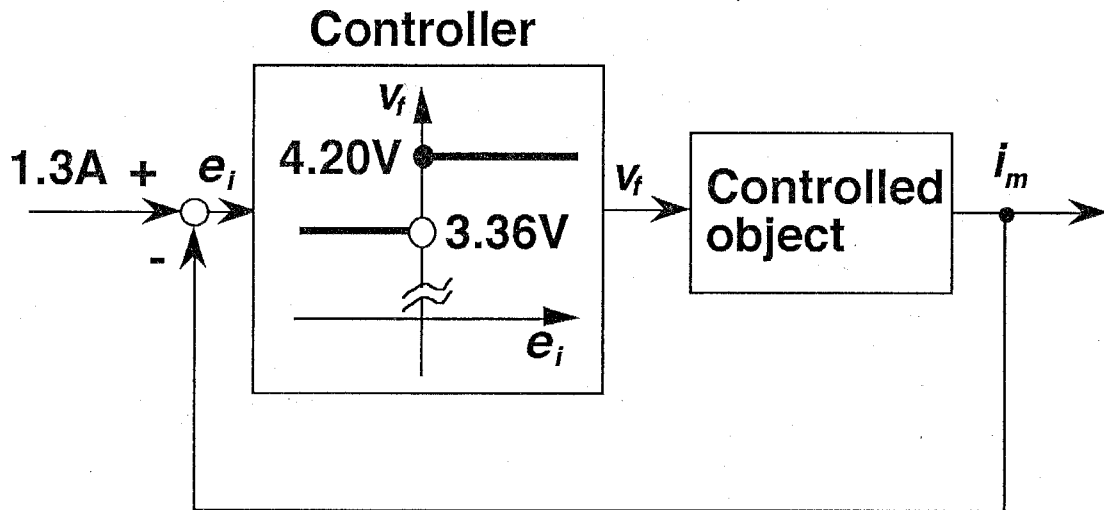 Controller
v_f
4.20V
3.36V
e_i
1.3A + e_i
-
v_f
Controlled
object
i_m